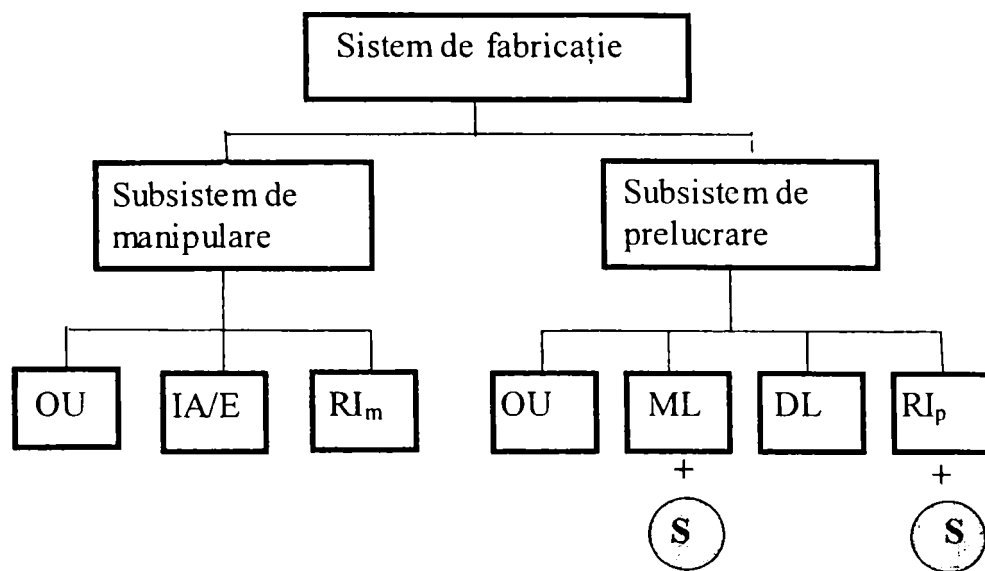 Sistem de fabricație
Subsistem de
manipulare
Subsistem de
prelucrare
OU
IA/E
RIₘ
OU
ML
DL
RIₚ
+
+
S
S